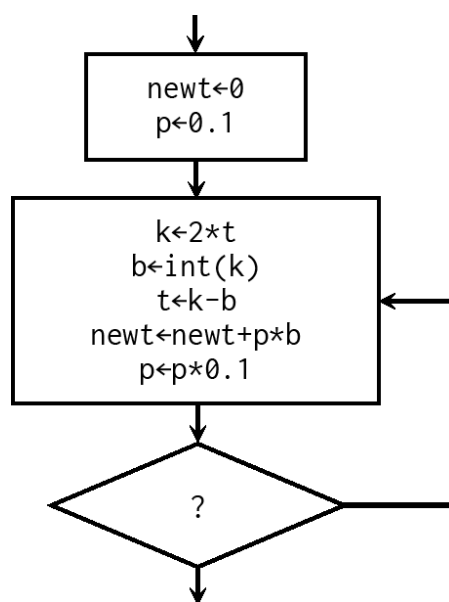 newt←0
p←0.1
k←2*t
b←int(k)
t←k-b
newt←newt+p*b
p←p*0.1
?